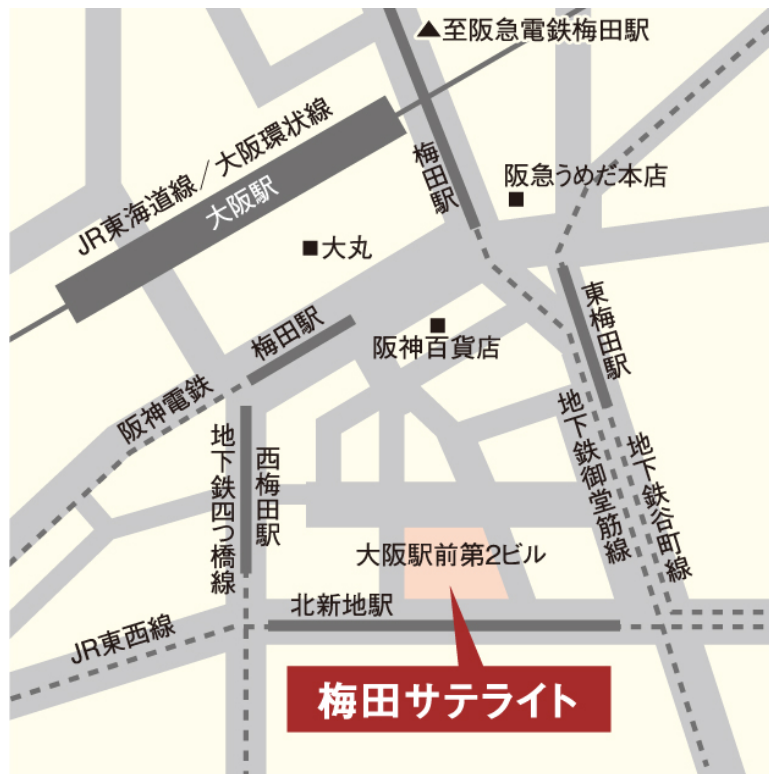 ▲至阪急電鉄梅田駅
JR東海道線／大阪環状線
大阪駅
梅田駅
阪急うめだ本店
大丸
東梅田駅
梅田駅
阪神百貨店
阪神電鉄
地下鉄四つ橋線
西梅田駅
地下鉄御堂筋線
地下鉄谷町線
大阪駅前第2ビル
北新地駅
JR東西線
梅田サテライト